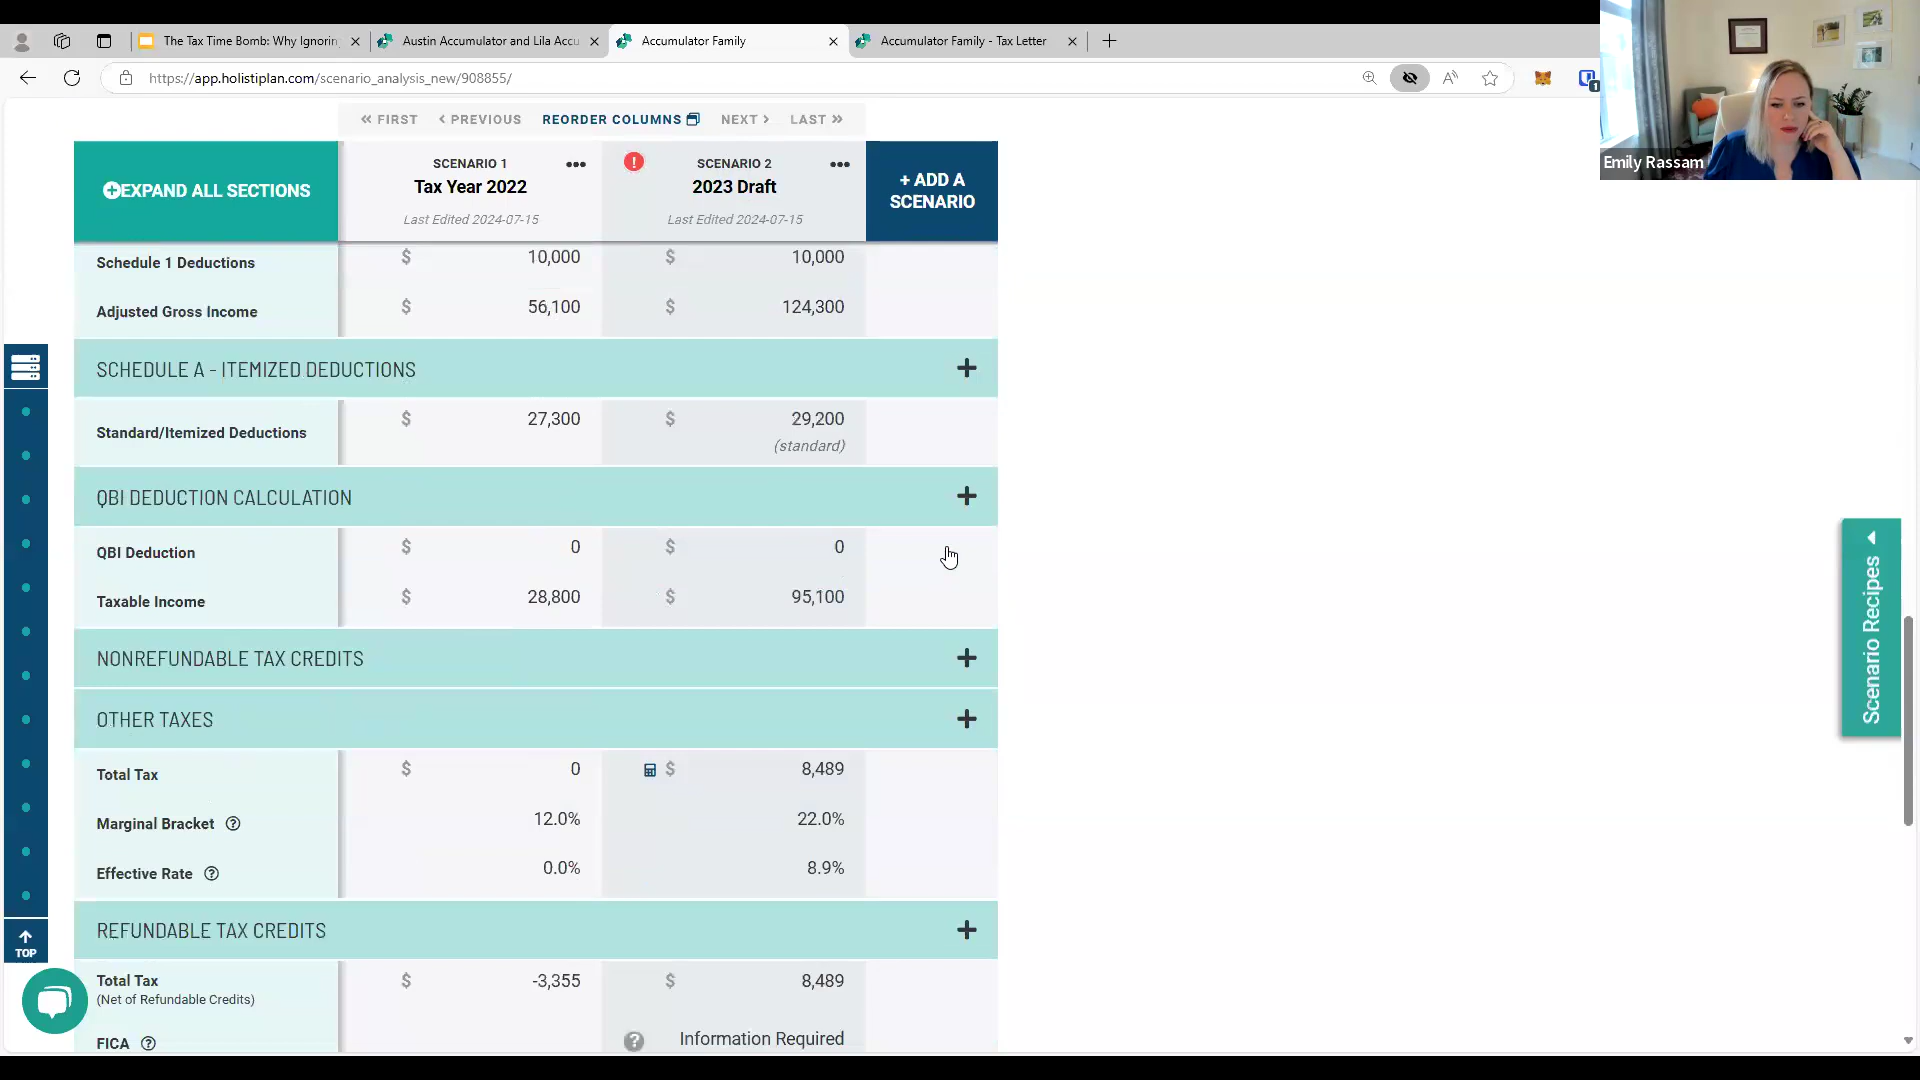 The Tax Time Bomb: Why Ignorin
Austin Accumulator and Lila Accu
Accumulator Family
Accumulator Family - Tax Letter
https://app.holistiplan.com/scenario_analysis_new/908855/
Emily Rassam
FIRST
PREVIOUS
REORDER COLUMNS
NEXT
LAST
EXPAND ALL SECTIONS
SCENARIO 1
Tax Year 2022
Last Edited 2024-07-15
SCENARIO 2
2023 Draft
Last Edited 2024-07-15
+ ADD A
SCENARIO
Schedule 1 Deductions $ 10,000 $ 10,000
Adjusted Gross Income $ 56,100 $ 124,300
SCHEDULE A - ITEMIZED DEDUCTIONS
Standard/Itemized Deductions $ 27,300 $ 29,200
(standard)
QBI DEDUCTION CALCULATION
QBI Deduction $ 0 $ 0
Taxable Income $ 28,800 $ 95,100
NONREFUNDABLE TAX CREDITS
OTHER TAXES
Total Tax $ 0 $ 8,489
Marginal Bracket 12.0% 22.0%
Effective Rate 0.0% 8.9%
REFUNDABLE TAX CREDITS
Total Tax $ -3,355 $ 8,489
(Net of Refundable Credits)
FICA Information Required
TOP
Scenario Recipes